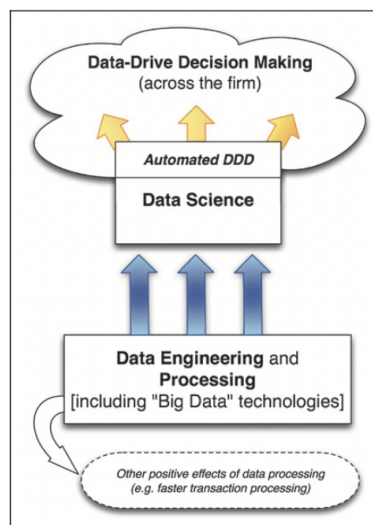 Data-Drive Decision Making
(across the firm)
Automated DDD
Data Science
Data Engineering and
Processing
[including "Big Data" technologies]
Other positive effects of data processing
(e.g. faster transaction processing)